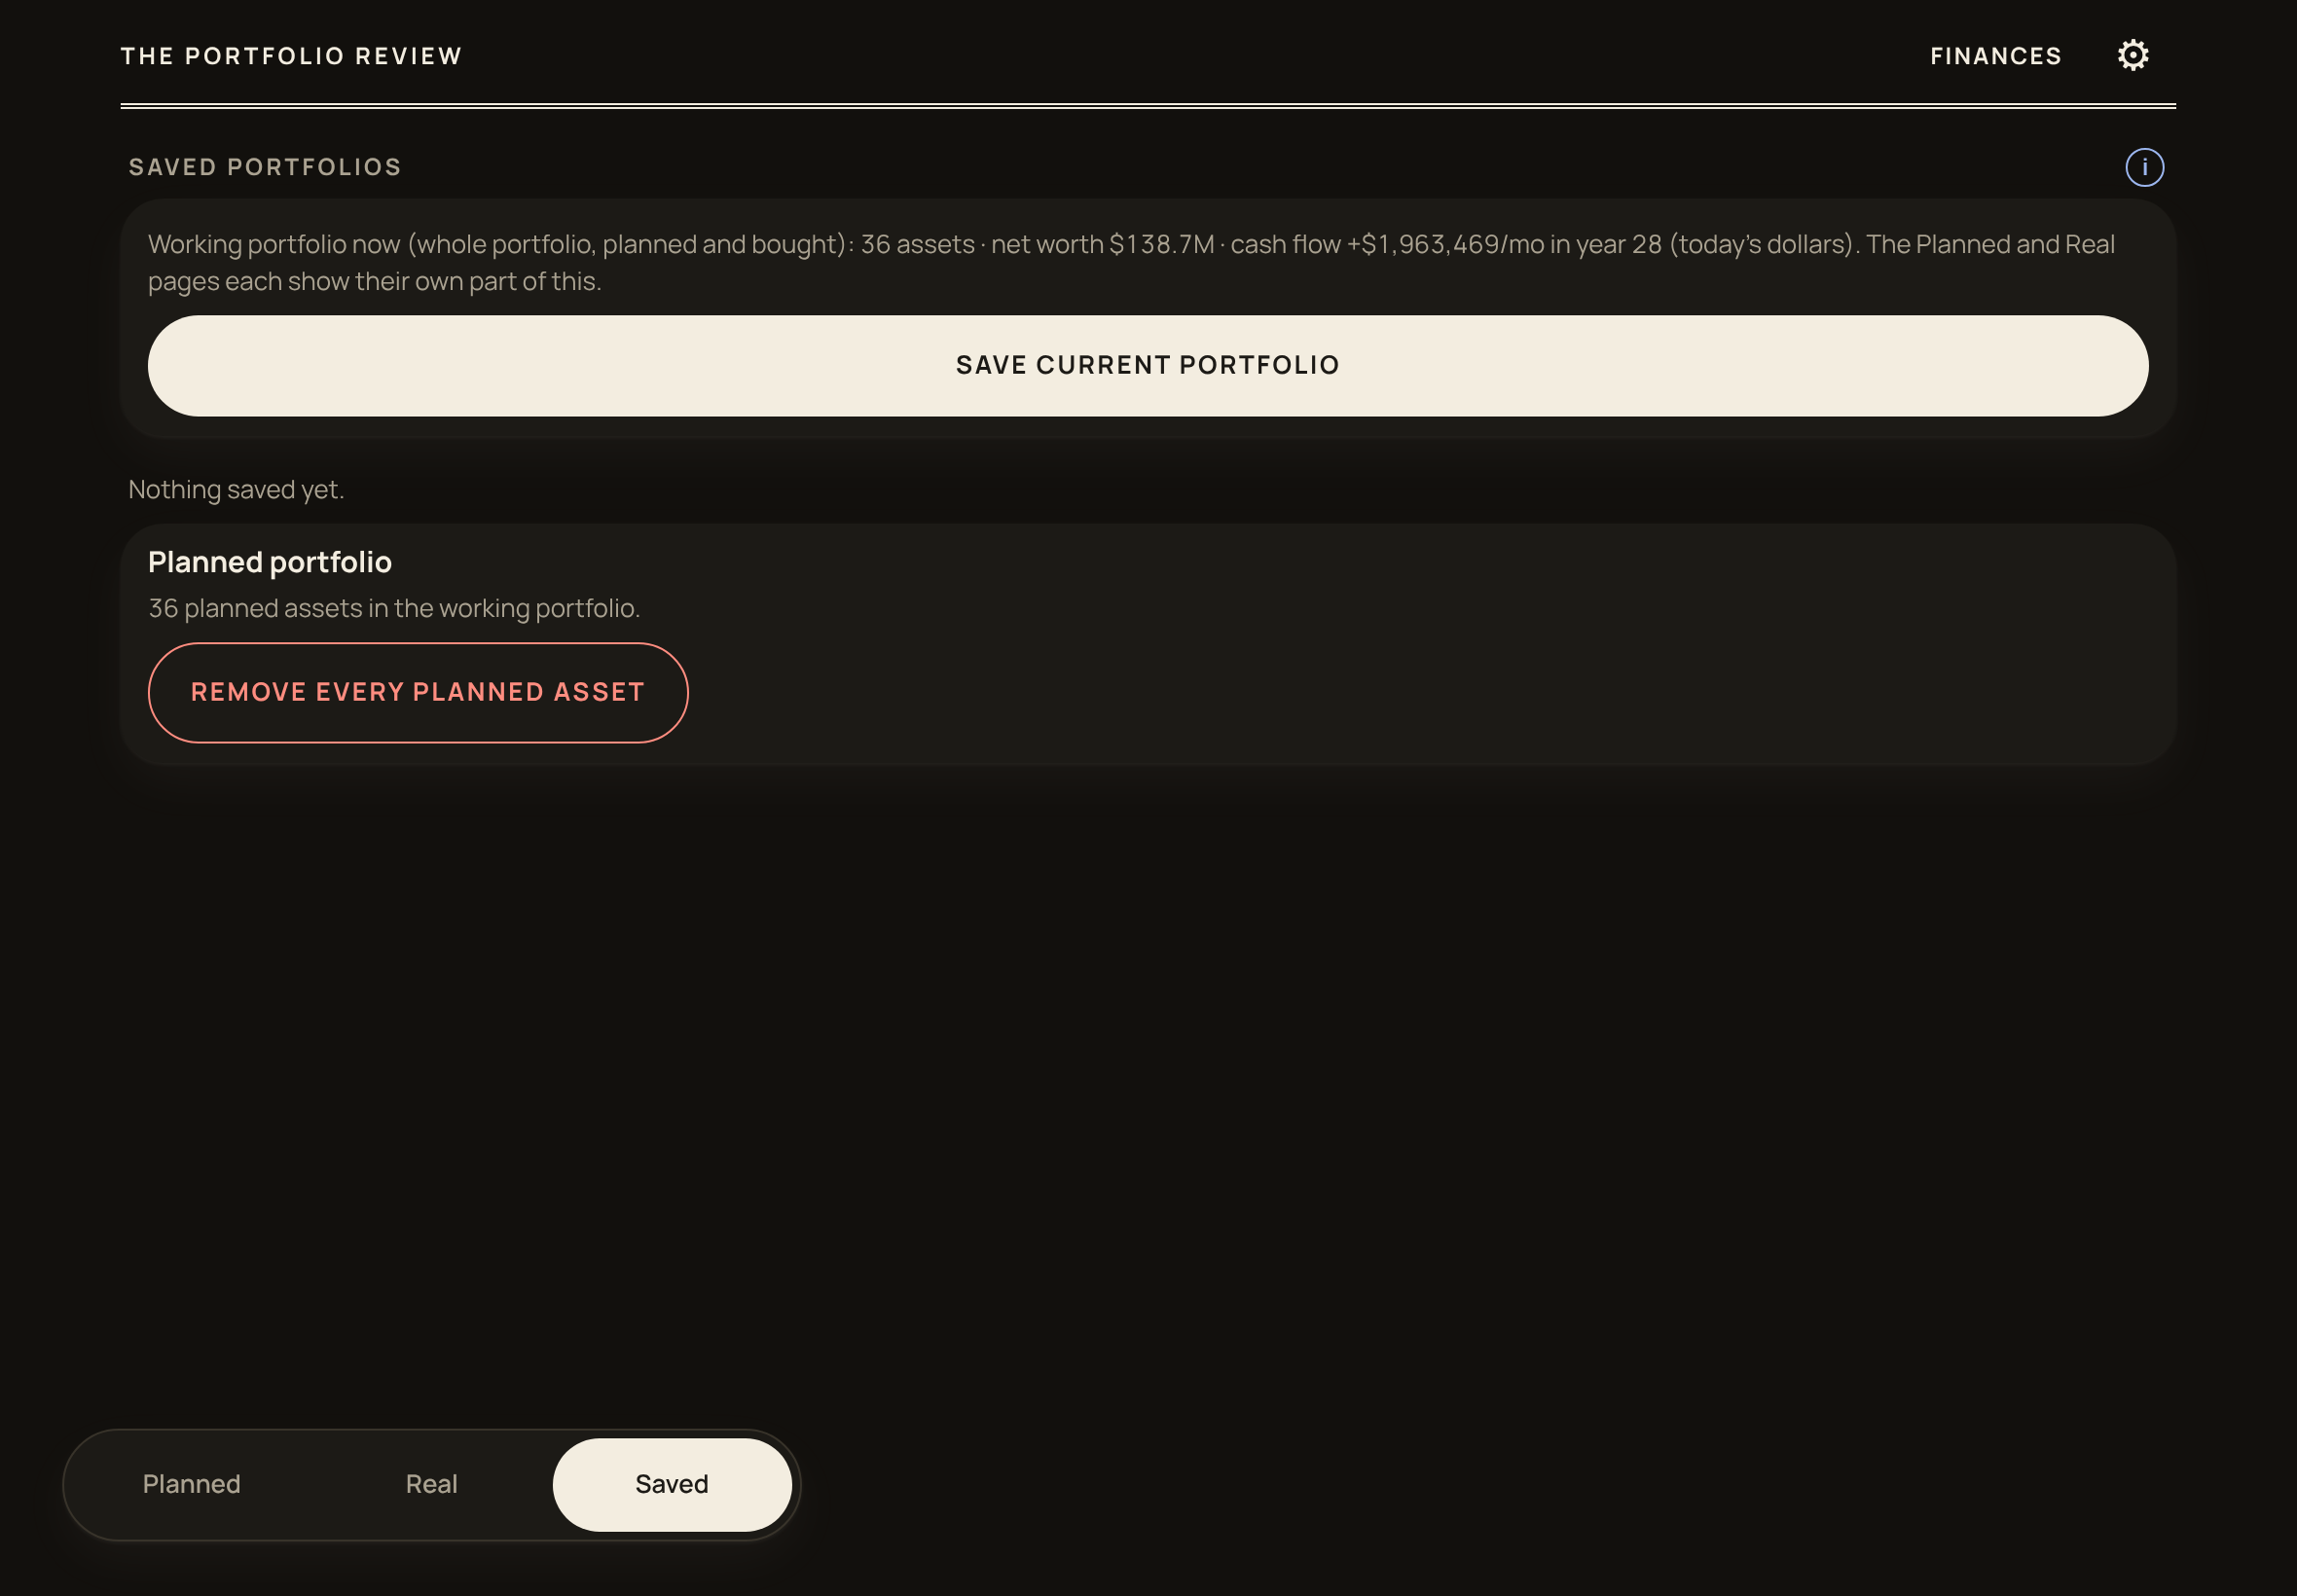 THE PORTFOLIO REVIEW
FINANCES
SAVED PORTFOLIOS
i
Working portfolio now (whole portfolio, planned and bought): 36 assets · net worth $138.7M · cash flow +$1,963,469/mo in year 28 (today’s dollars). The Planned and Real
pages each show their own part of this.
SAVE CURRENT PORTFOLIO
Nothing saved yet.
Planned portfolio
36 planned assets in the working portfolio.
REMOVE EVERY PLANNED ASSET
Planned
Real
Saved